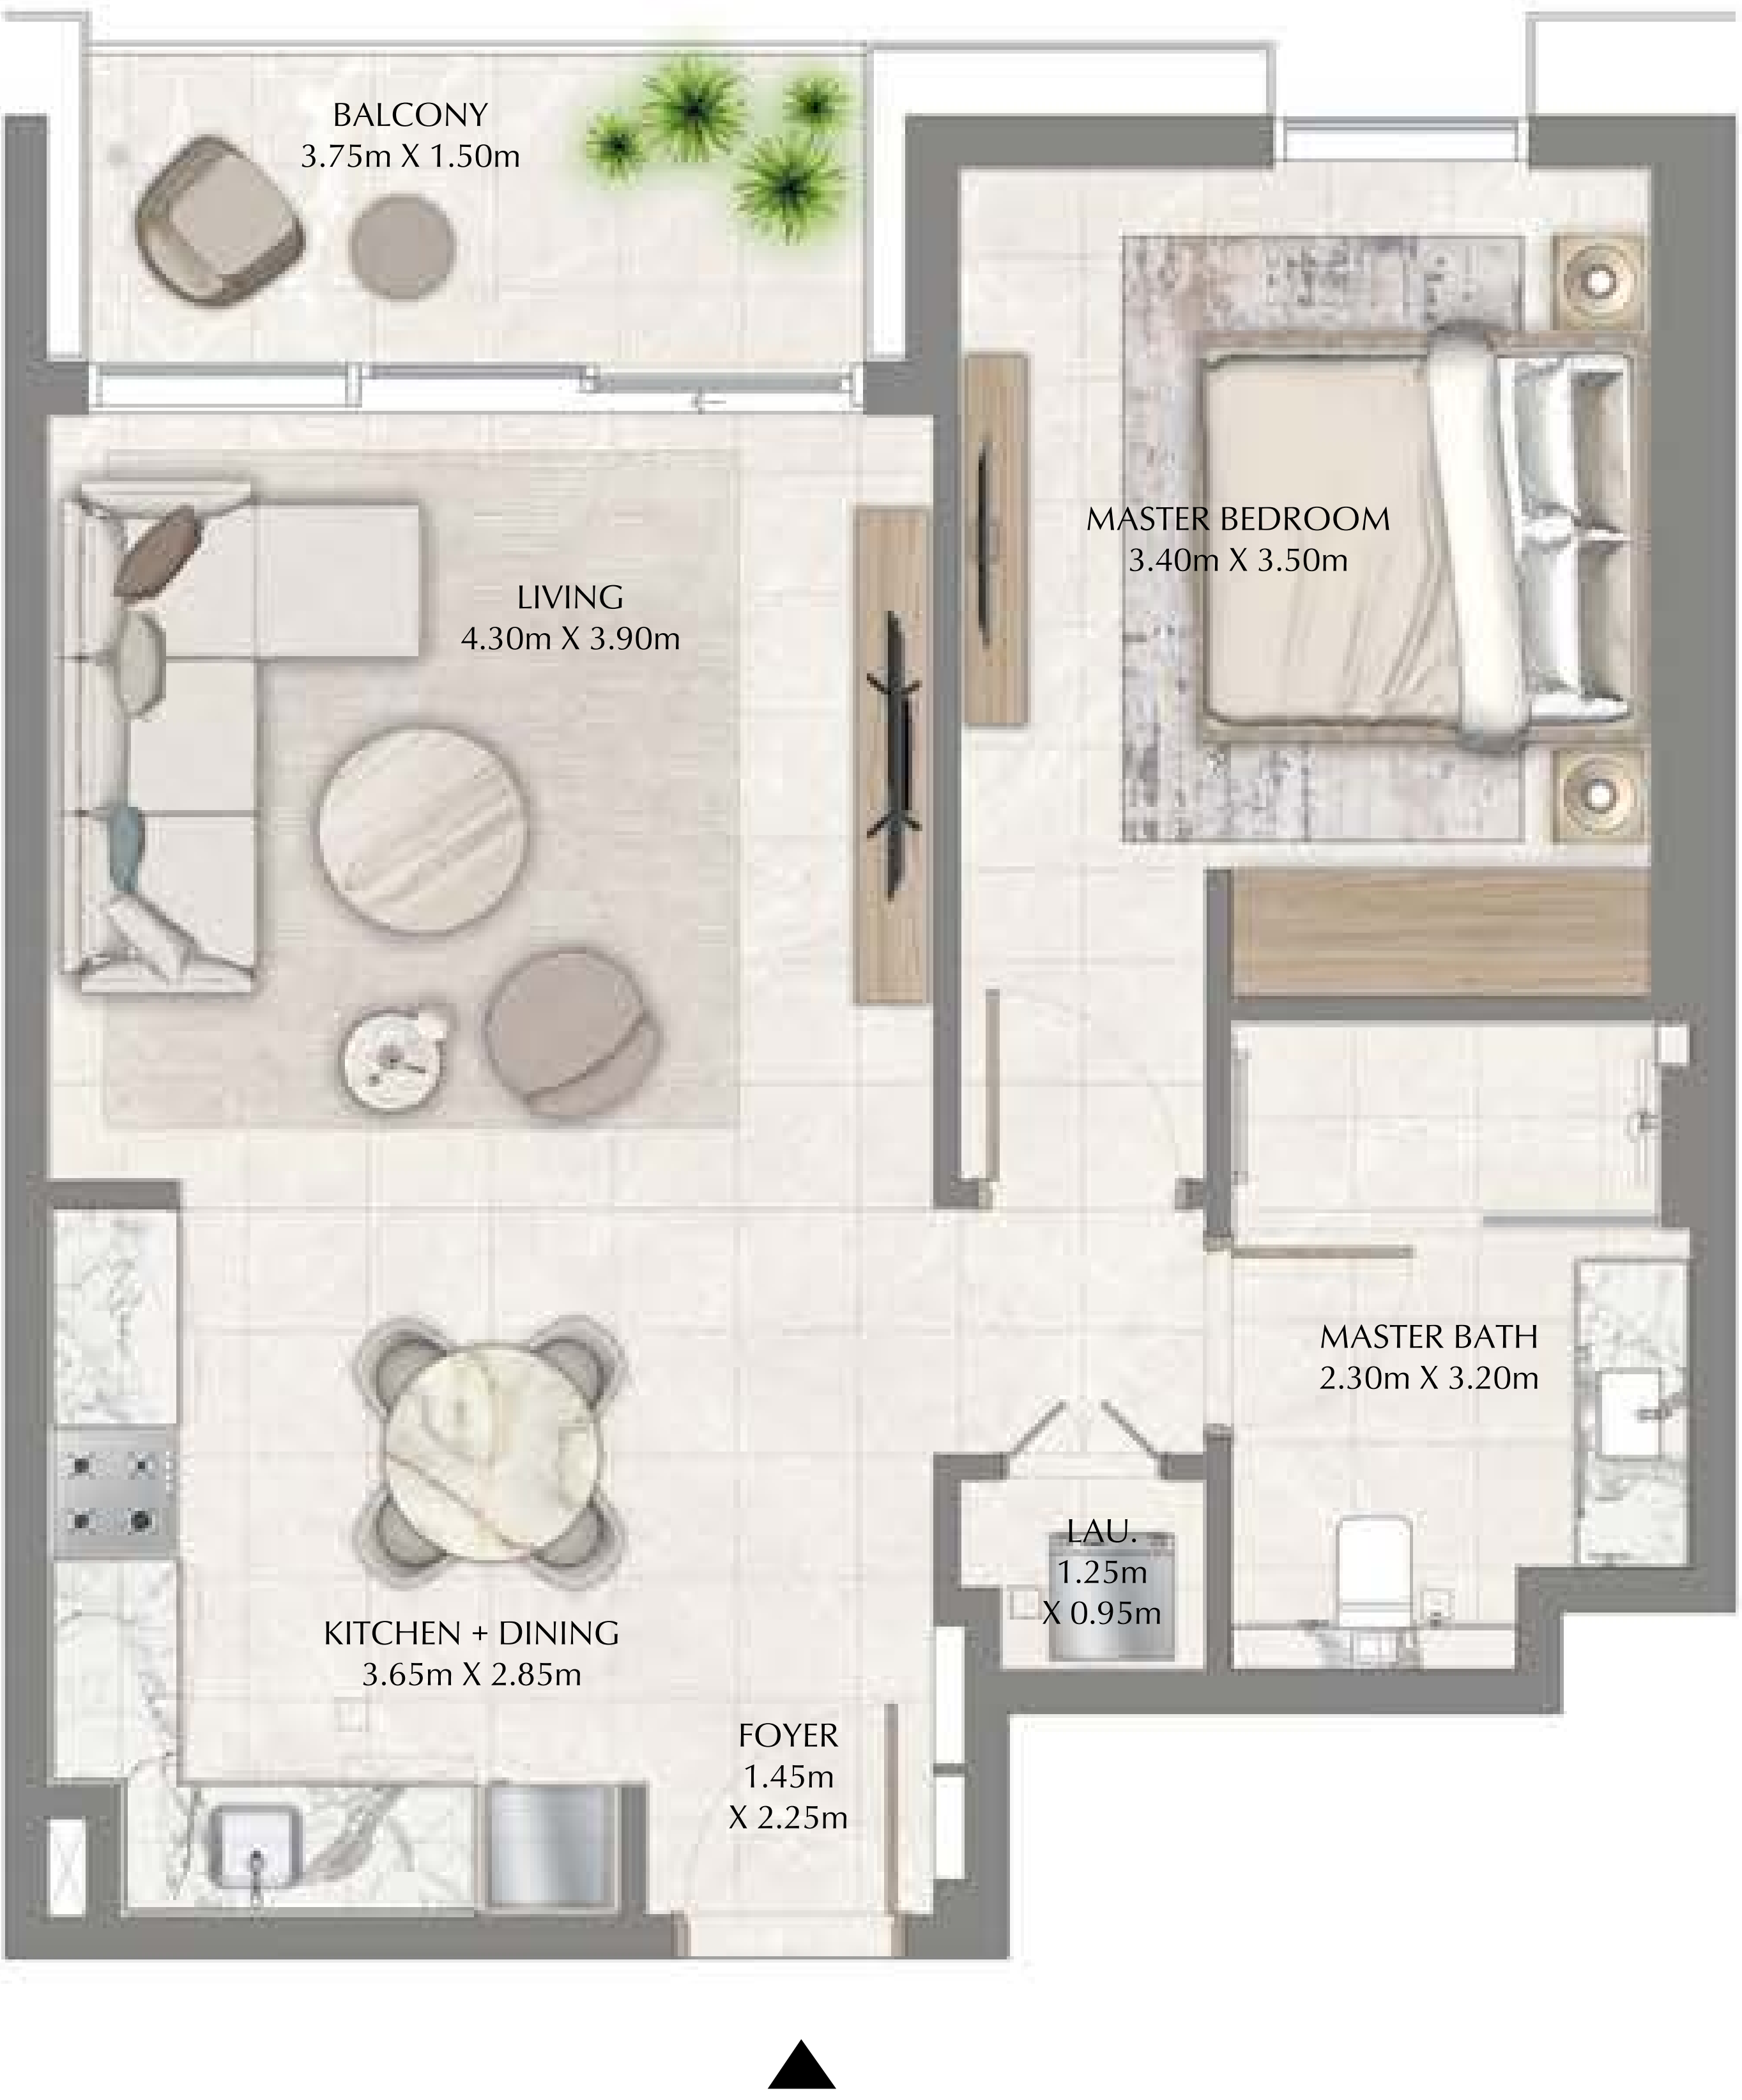 BALCONY
3.75m X 1.50m
MASTER BEDROOM
3.40m X 3.50m
LIVING
4.30m X 3.90m
MASTER BATH
2.30m X 3.20m
LAU.
1.25m
X 0.95m
KITCHEN + DINING
3.65m X 2.85m
FOYER
1.45m
X 2.25m